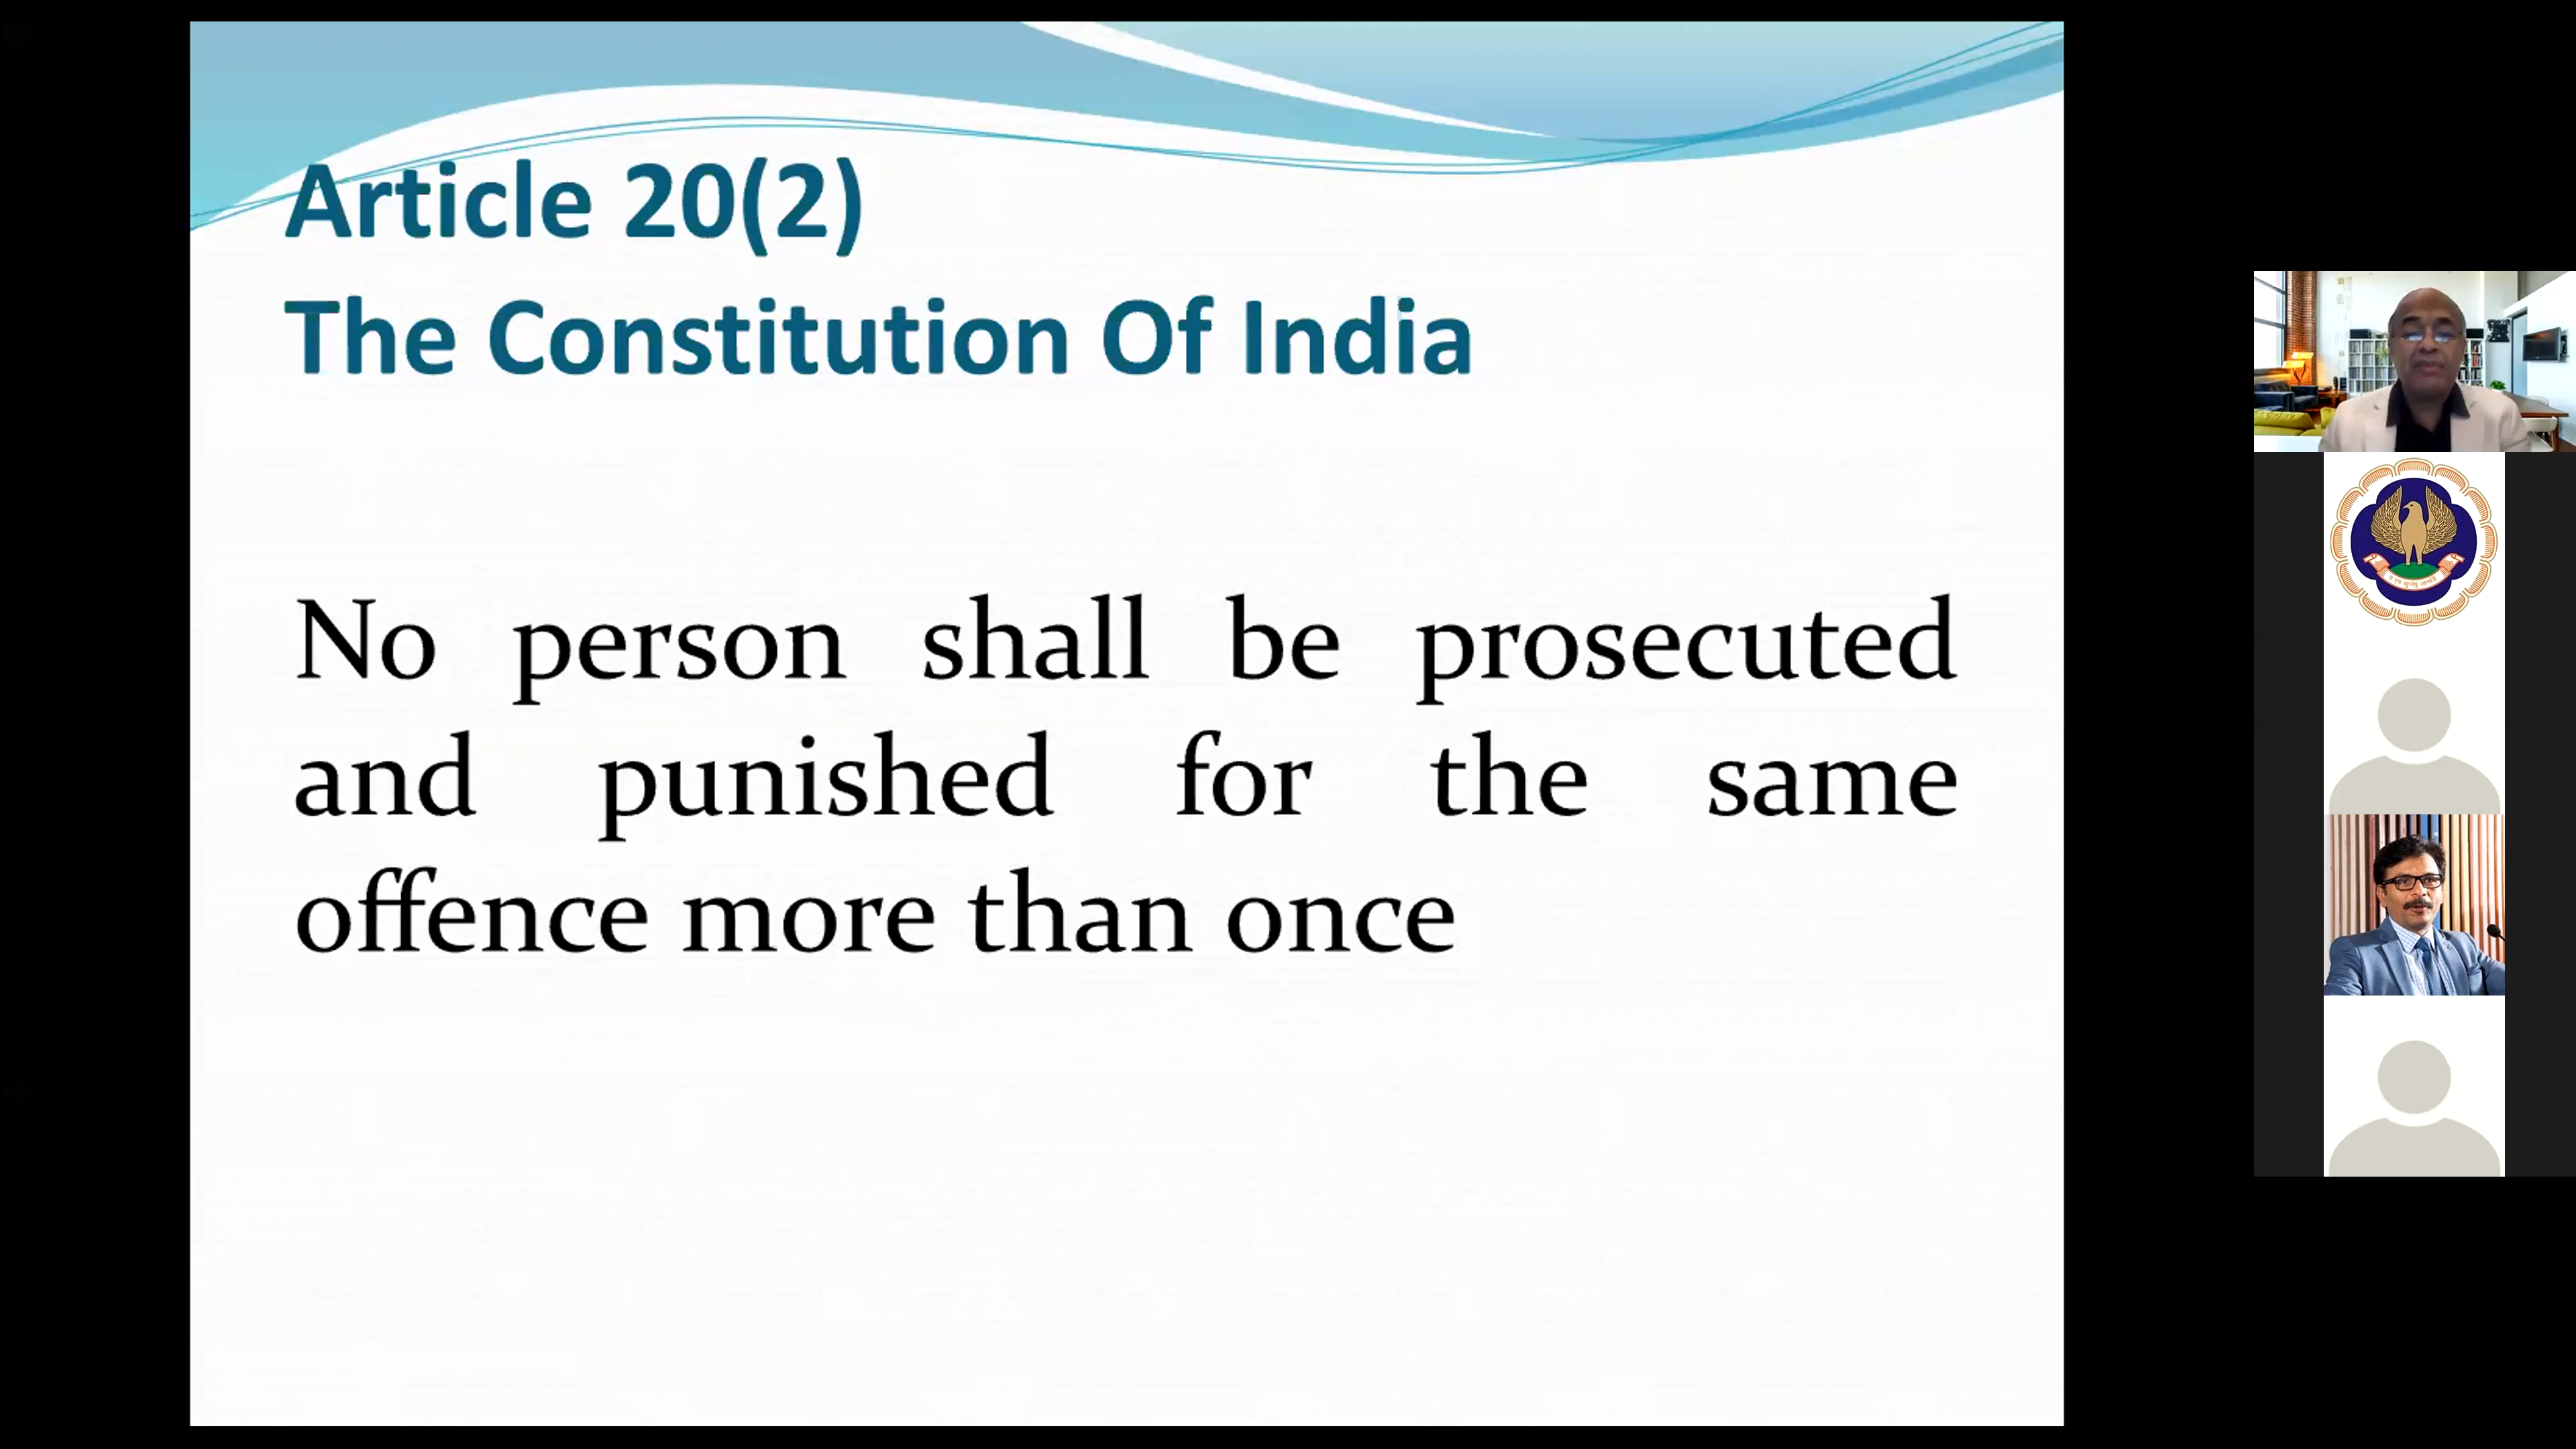 Article 20(2)
The Constitution Of India
No person shall be prosecuted
and punished for the same
offence more than once